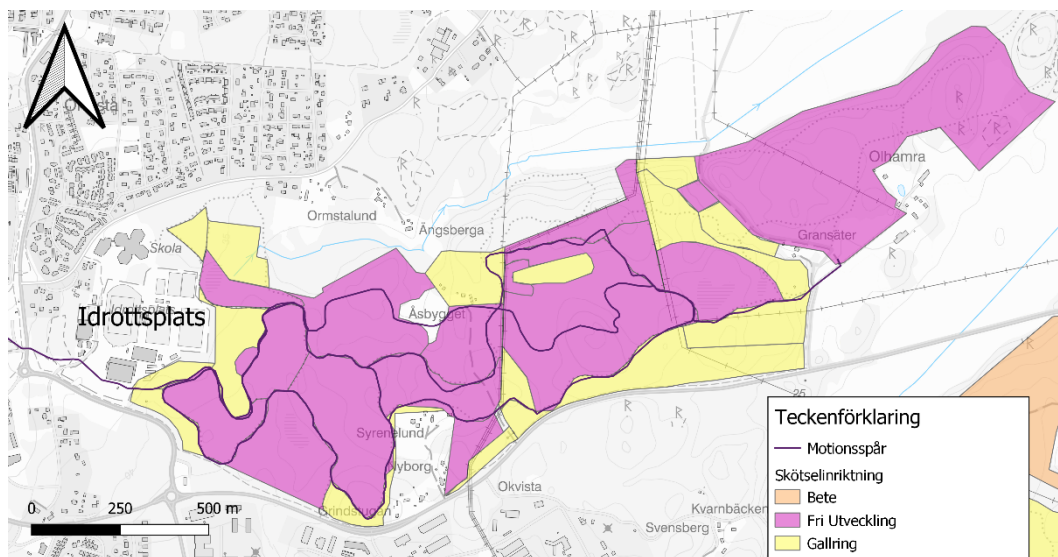 Ormstalund
Ängsberga
Olhamra
Gransäter
Skola
Idrottsplats
Åsbygget
Syrenelund
Nyborg
Grindstugan
Okvista
Svensberg
Kvarnbäcken
25
R
0 250 500 m
Teckenförklaring
Motionsspår
Skötselinriktning
Bete
Fri Utveckling
Gallring